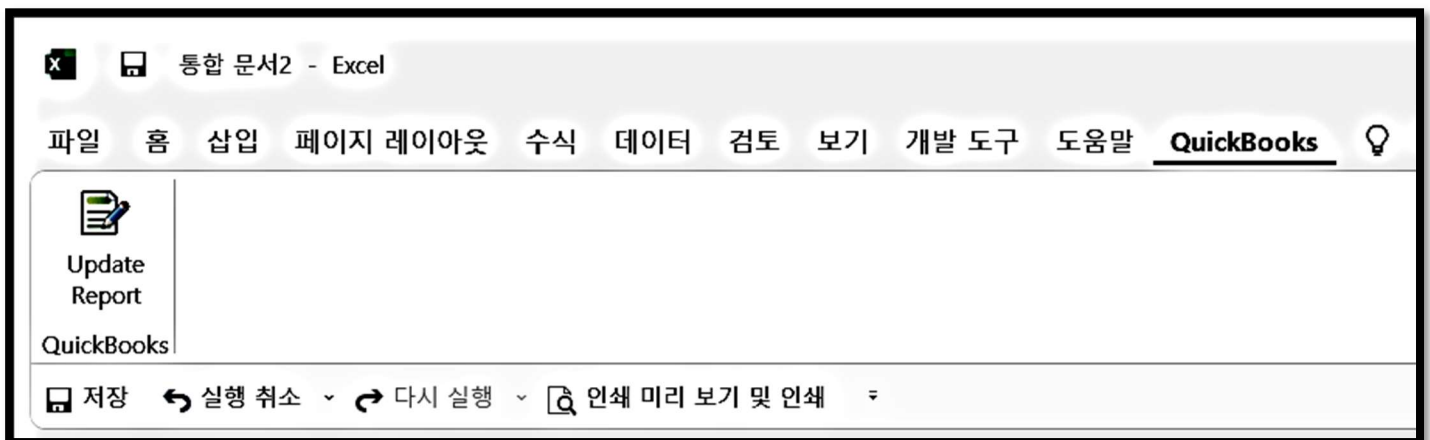 통합 문서2 - Excel
파일 홈 삽입 페이지 레이아웃 수식 데이터 검토 보기 개발 도구 도움말 QuickBooks
Update
Report
QuickBooks
저장 실행 취소 다시 실행 인쇄 미리 보기 및 인쇄